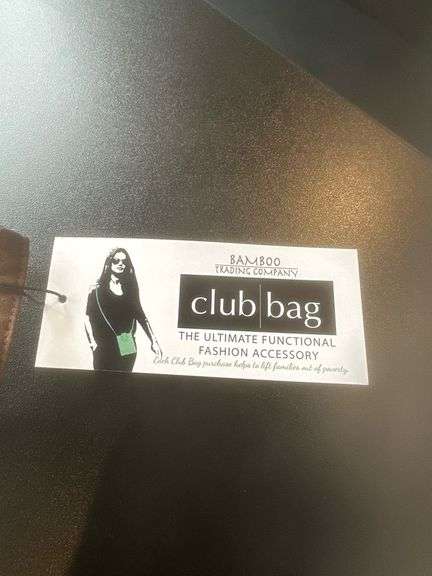 BAMBOO
TRADING COMPANY
club bag
THE ULTIMATE FUNCTIONAL
FASHION ACCESSORY
Each Club Bag purchase helps to lift families out of poverty.